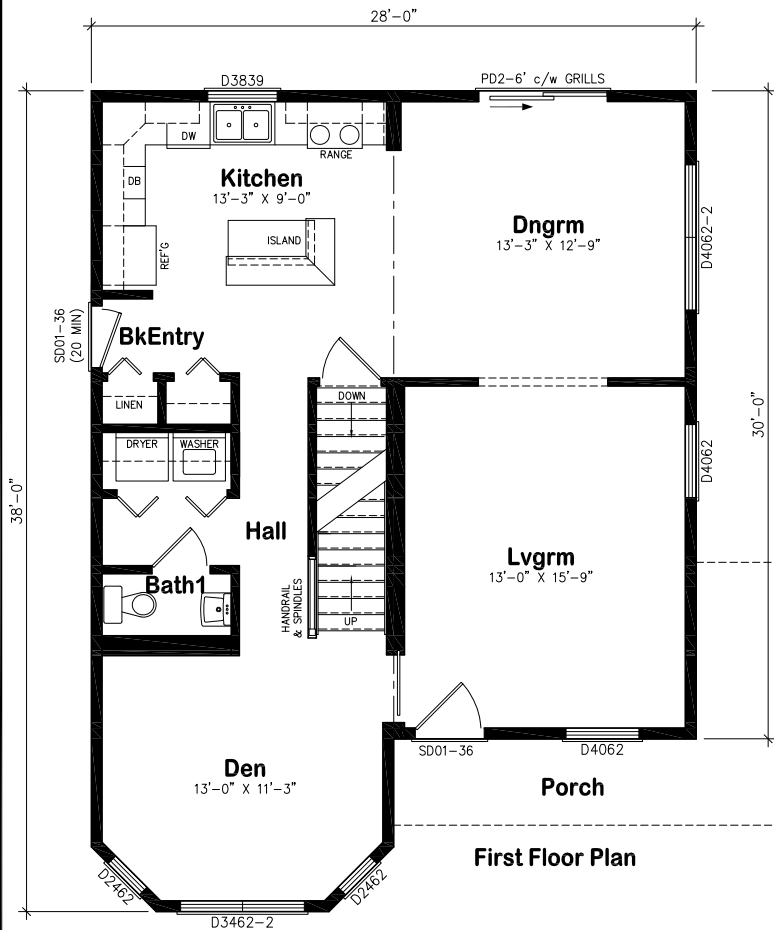 28'-0"
D3839
PD2-6' c/w GRILLS
DW
RANGE
Kitchen
13'-3" X 9'-0"
DB
ISLAND
REF'G
Dngrm
13'-3" X 12'-9"
D4062-2
SD01-36
(20 MIN)
BkEntry
LINEN
DOWN
DRYER
WASHER
D4062
30'-0"
38'-0"
Hall
Lvgrm
13'-0" X 15'-9"
Bath1
HANDRAIL
& SPINDLES
UP
SD01-36
D4062
Den
13'-0" X 11'-3"
Porch
First Floor Plan
D2462
D2462
D3462-2